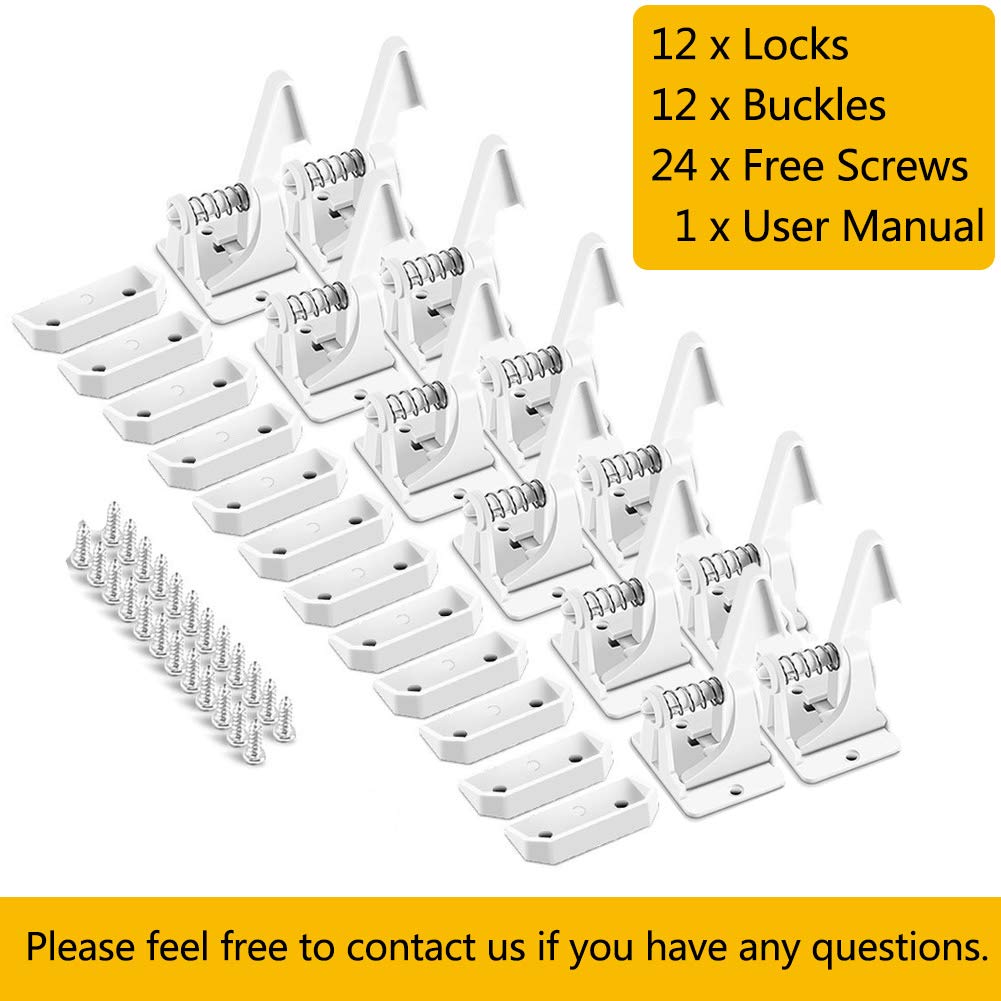 12 x Locks
12 x Buckles
24 x Free Screws
1 x User Manual
Please feel free to contact us if you have any questions.